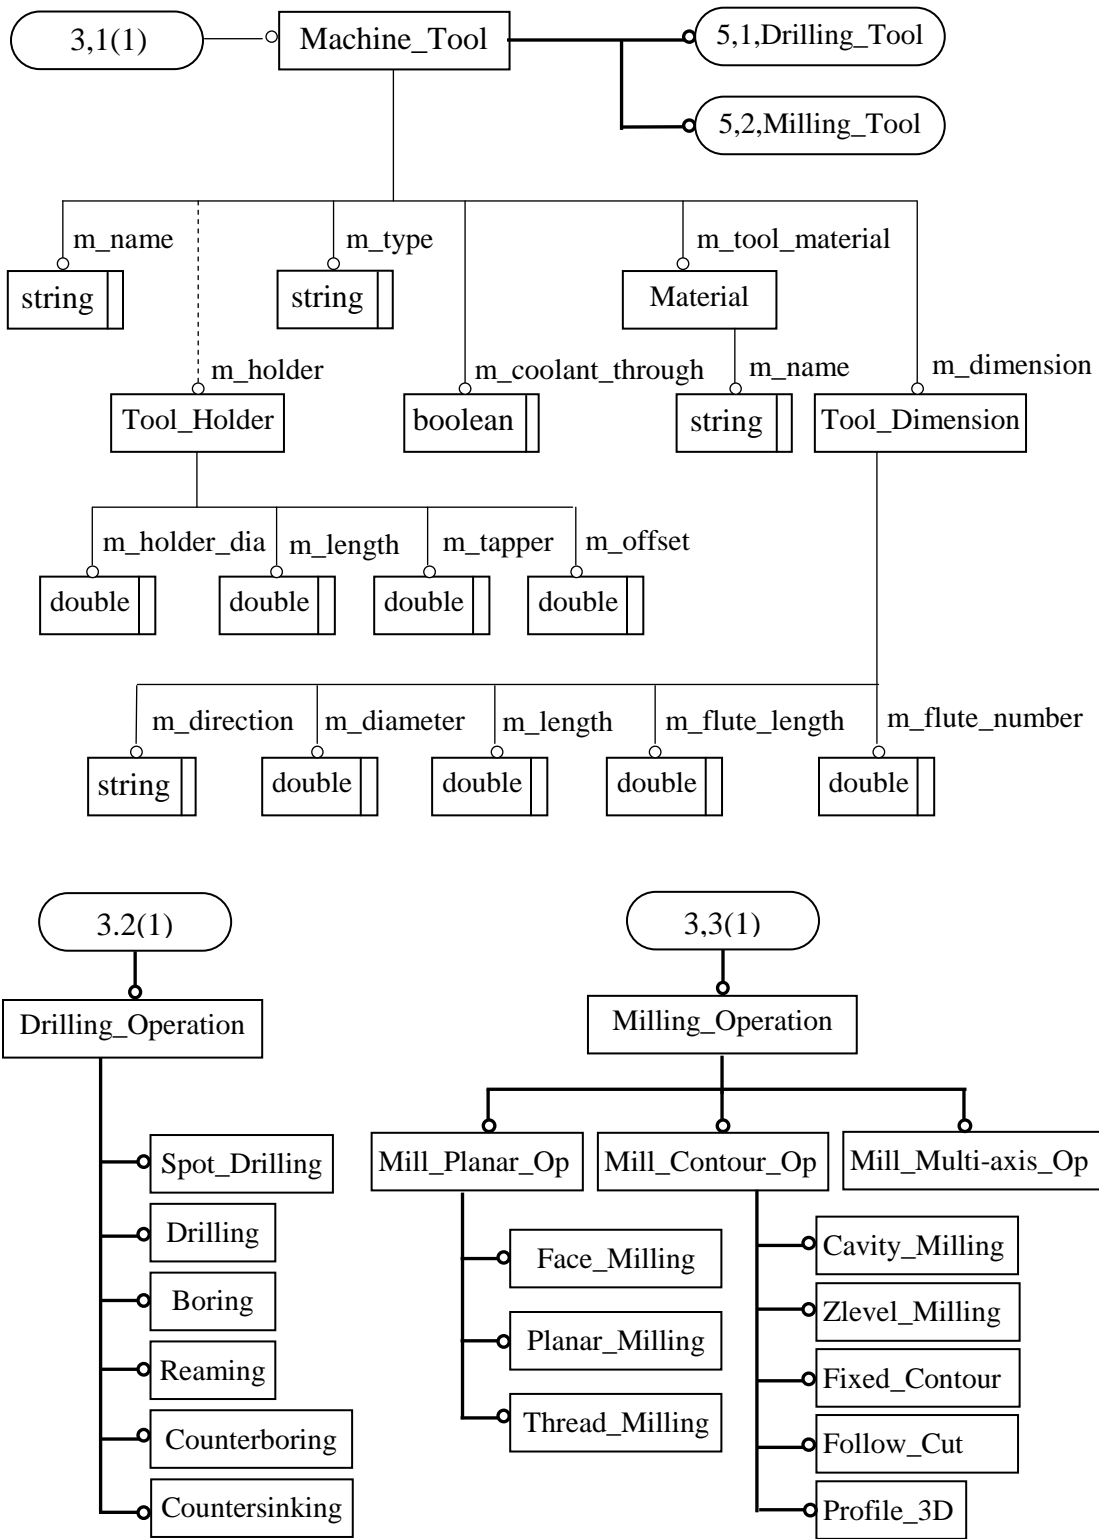 3,1(1)
Machine_Tool
5,1,Drilling_Tool
5,2,Milling_Tool
m_name
m_type
m_tool_material
string
string
Material
m_holder
m_coolant_through
m_name
m_dimension
Tool_Holder
boolean
string
Tool_Dimension
m_holder_dia
m_length
m_tapper
m_offset
double
double
double
double
m_direction
m_diameter
m_length
m_flute_length
m_flute_number
string
double
double
double
double
3.2(1)
3,3(1)
Drilling_Operation
Milling_Operation
Spot_Drilling
Drilling
Boring
Reaming
Counterboring
Countersinking
Mill_Planar_Op
Mill_Contour_Op
Mill_Multi-axis_Op
Face_Milling
Planar_Milling
Thread_Milling
Cavity_Milling
Zlevel_Milling
Fixed_Contour
Follow_Cut
Profile_3D